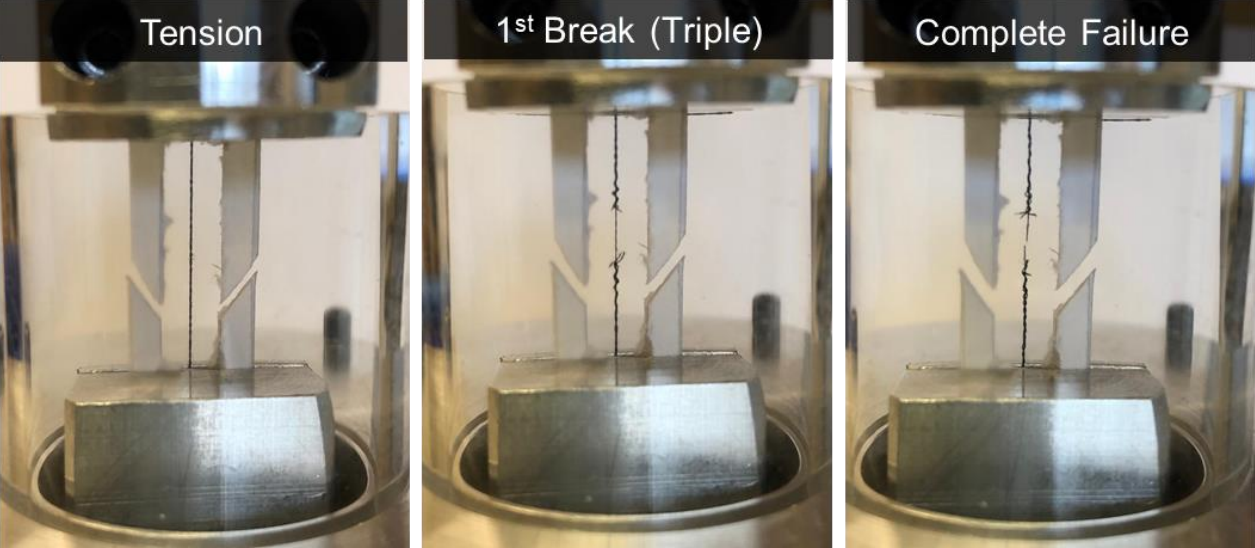 Tension
1st Break (Triple)
Complete Failure